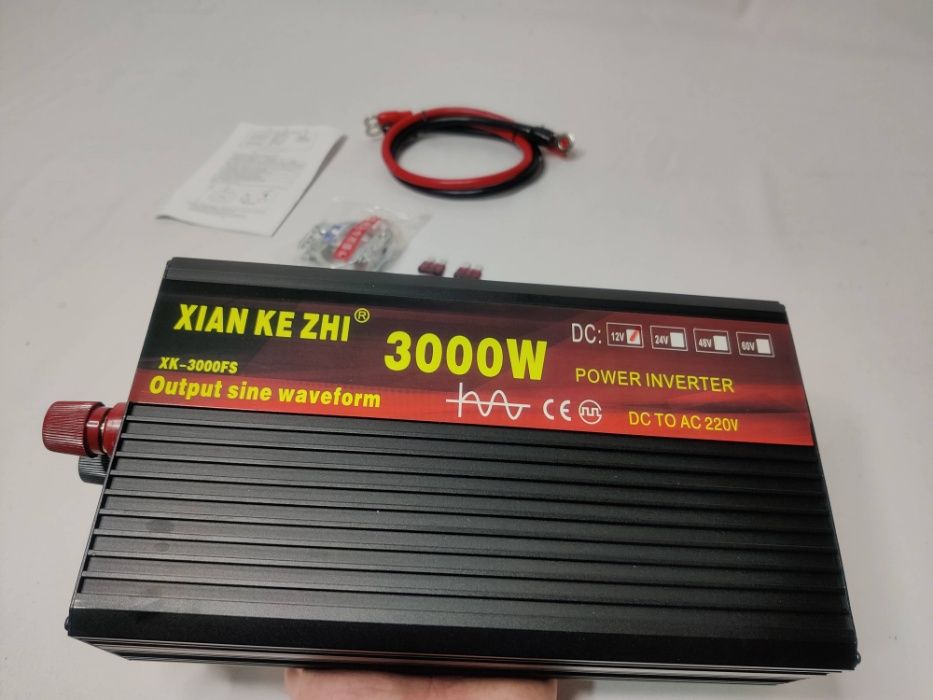 XIAN KE ZHI®
3000W
DC: 12V 24V 48V 60V
XK-3000FS
POWER INVERTER
Output sine waveform
CE
DC TO AC 220V